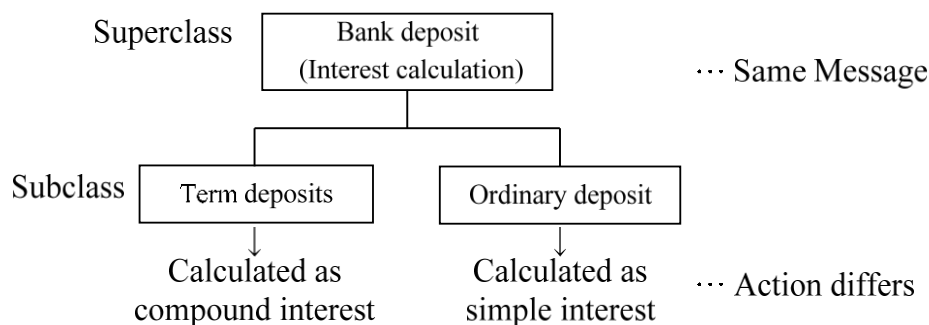 Superclass
Bank deposit
(Interest calculation)
··· Same Message
Subclass
Term deposits
Ordinary deposit
Calculated as
compound interest
Calculated as
simple interest
··· Action differs